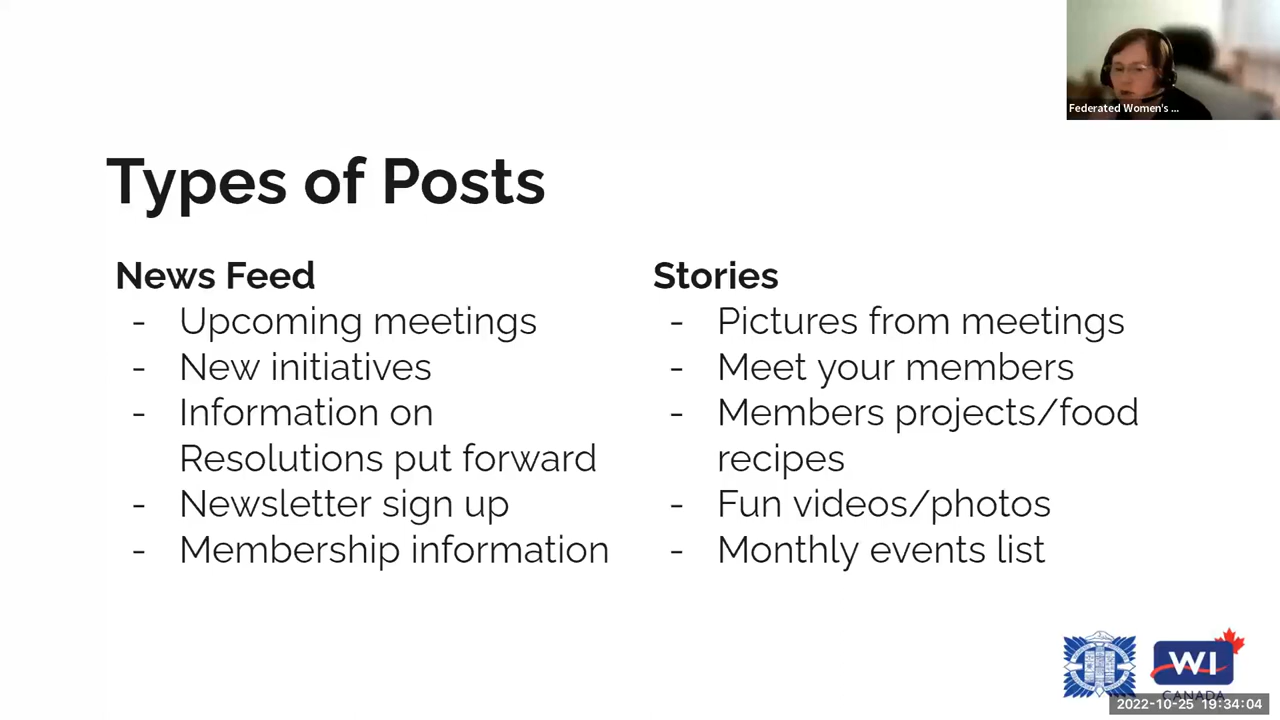 Federated Women's ...
Types of Posts
News Feed
- Upcoming meetings
- New initiatives
- Information on
Resolutions put forward
- Newsletter sign up
- Membership information
Stories
- Pictures from meetings
- Meet your members
- Members projects/food
recipes
- Fun videos/photos
- Monthly events list
WI
CANADA
2022-10-25 19:34:04